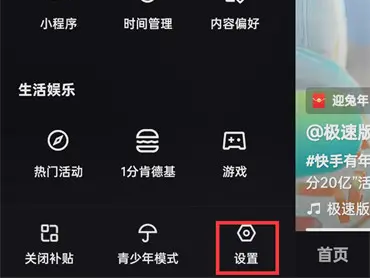 小程序 时间管理 内容偏好
生活娱乐
迎兔年
@极速版
热门活动 1分肯德基 游戏
#快手有年
分20亿"活
极速版
关闭补贴 青少年模式 设置
首页